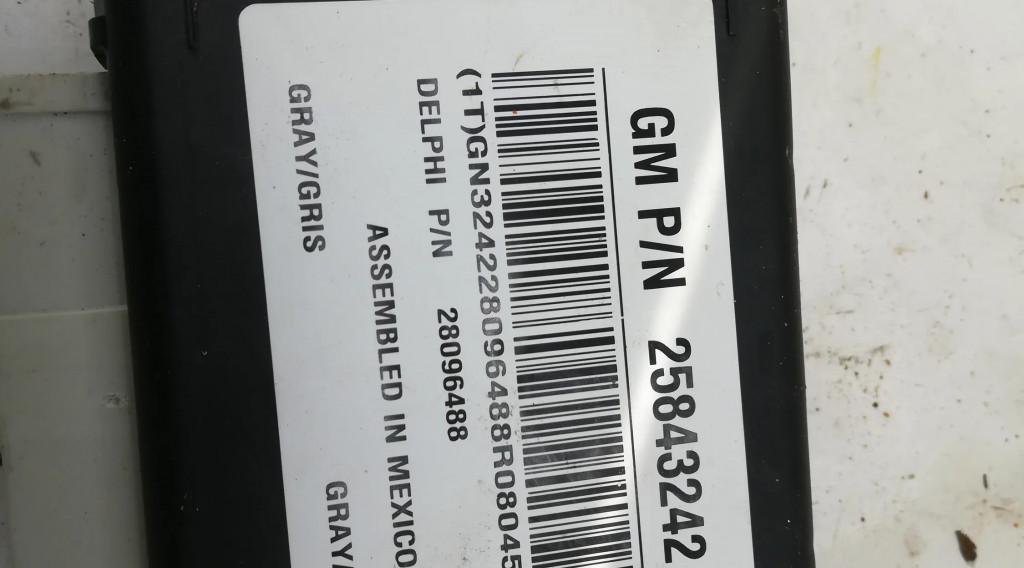 GM P/N 25843242
(1T)GN324228096488R08045
DELPHI P/N 28096488
ASSEMBLED IN MEXICO
GRAY/GRIS
GRAY/